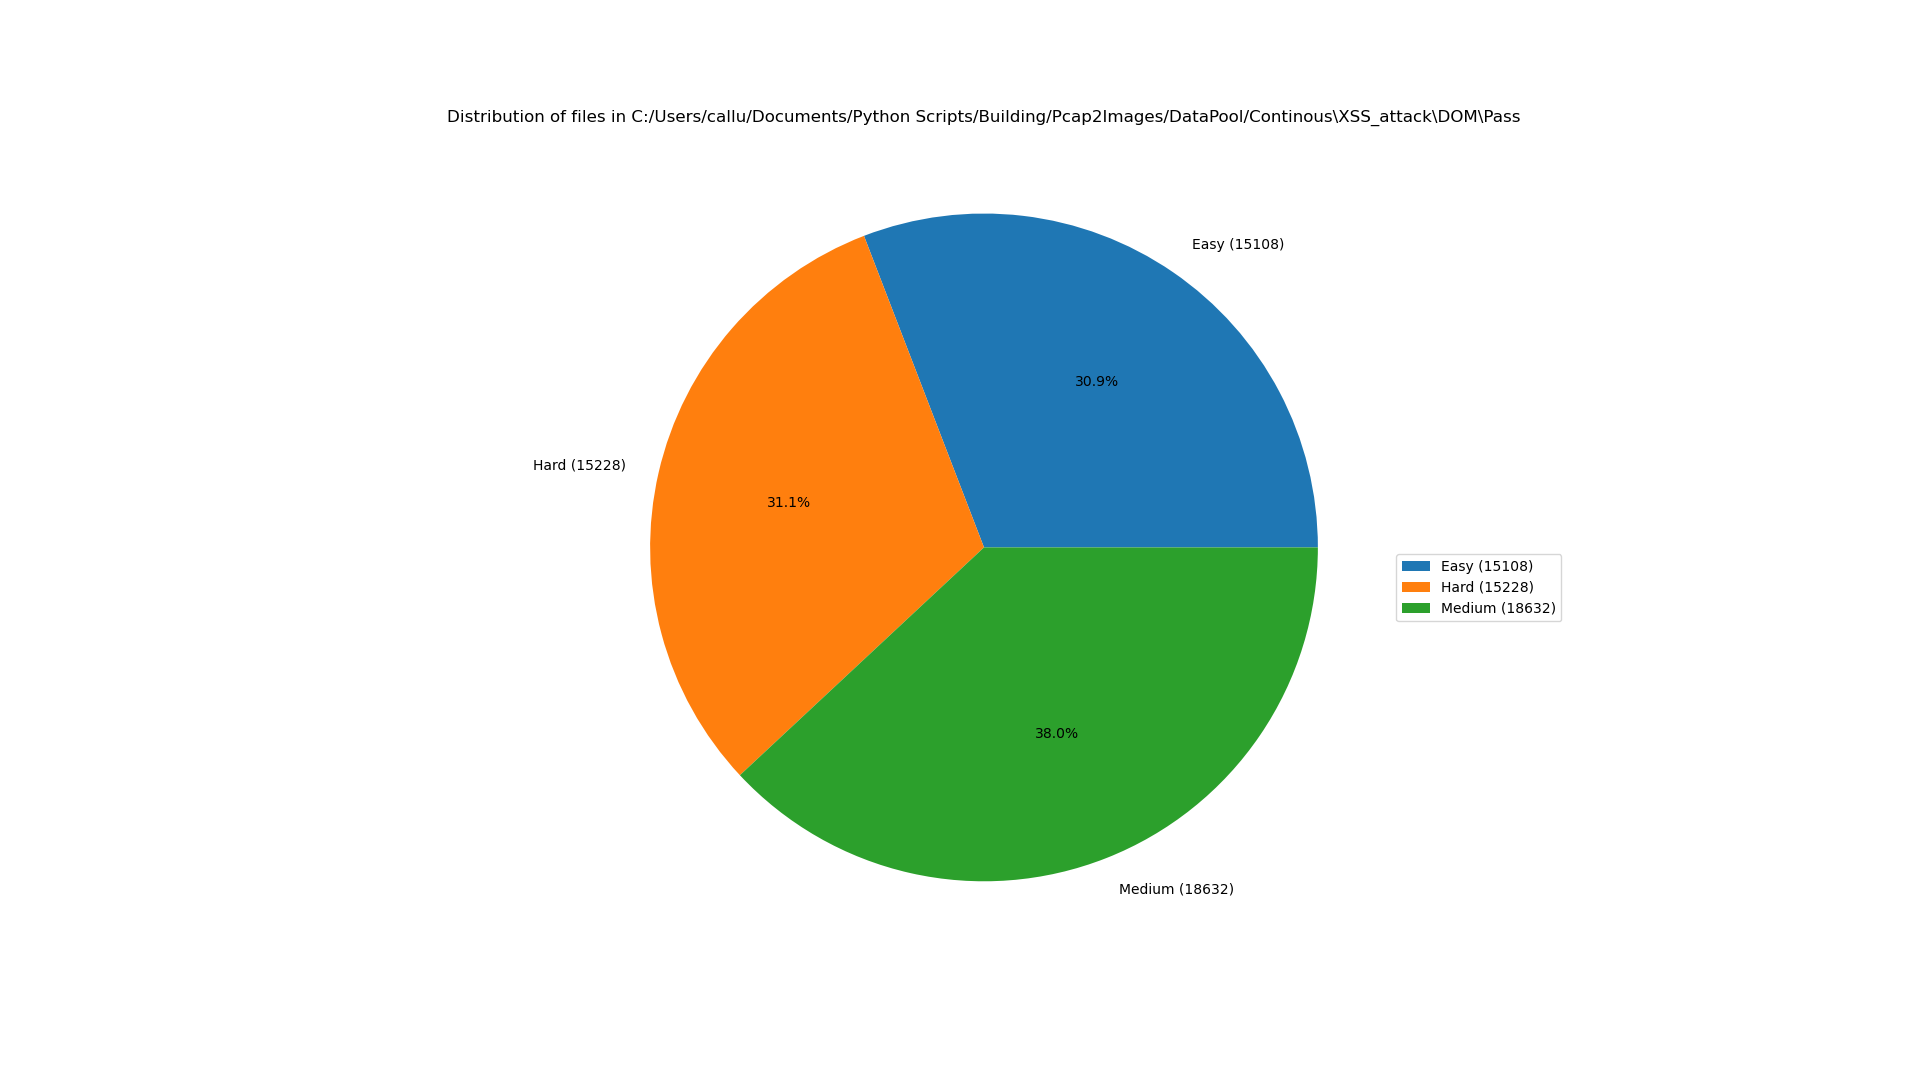 Distribution of files in C:/Users/callu/Documents/Python Scripts/Building/Pcap2Images/DataPool/Continous\XSS_attack\DOM\Pass
Easy (15108)
30.9%
Hard (15228)
31.1%
Easy (15108)
Hard (15228)
Medium (18632)
38.0%
Medium (18632)